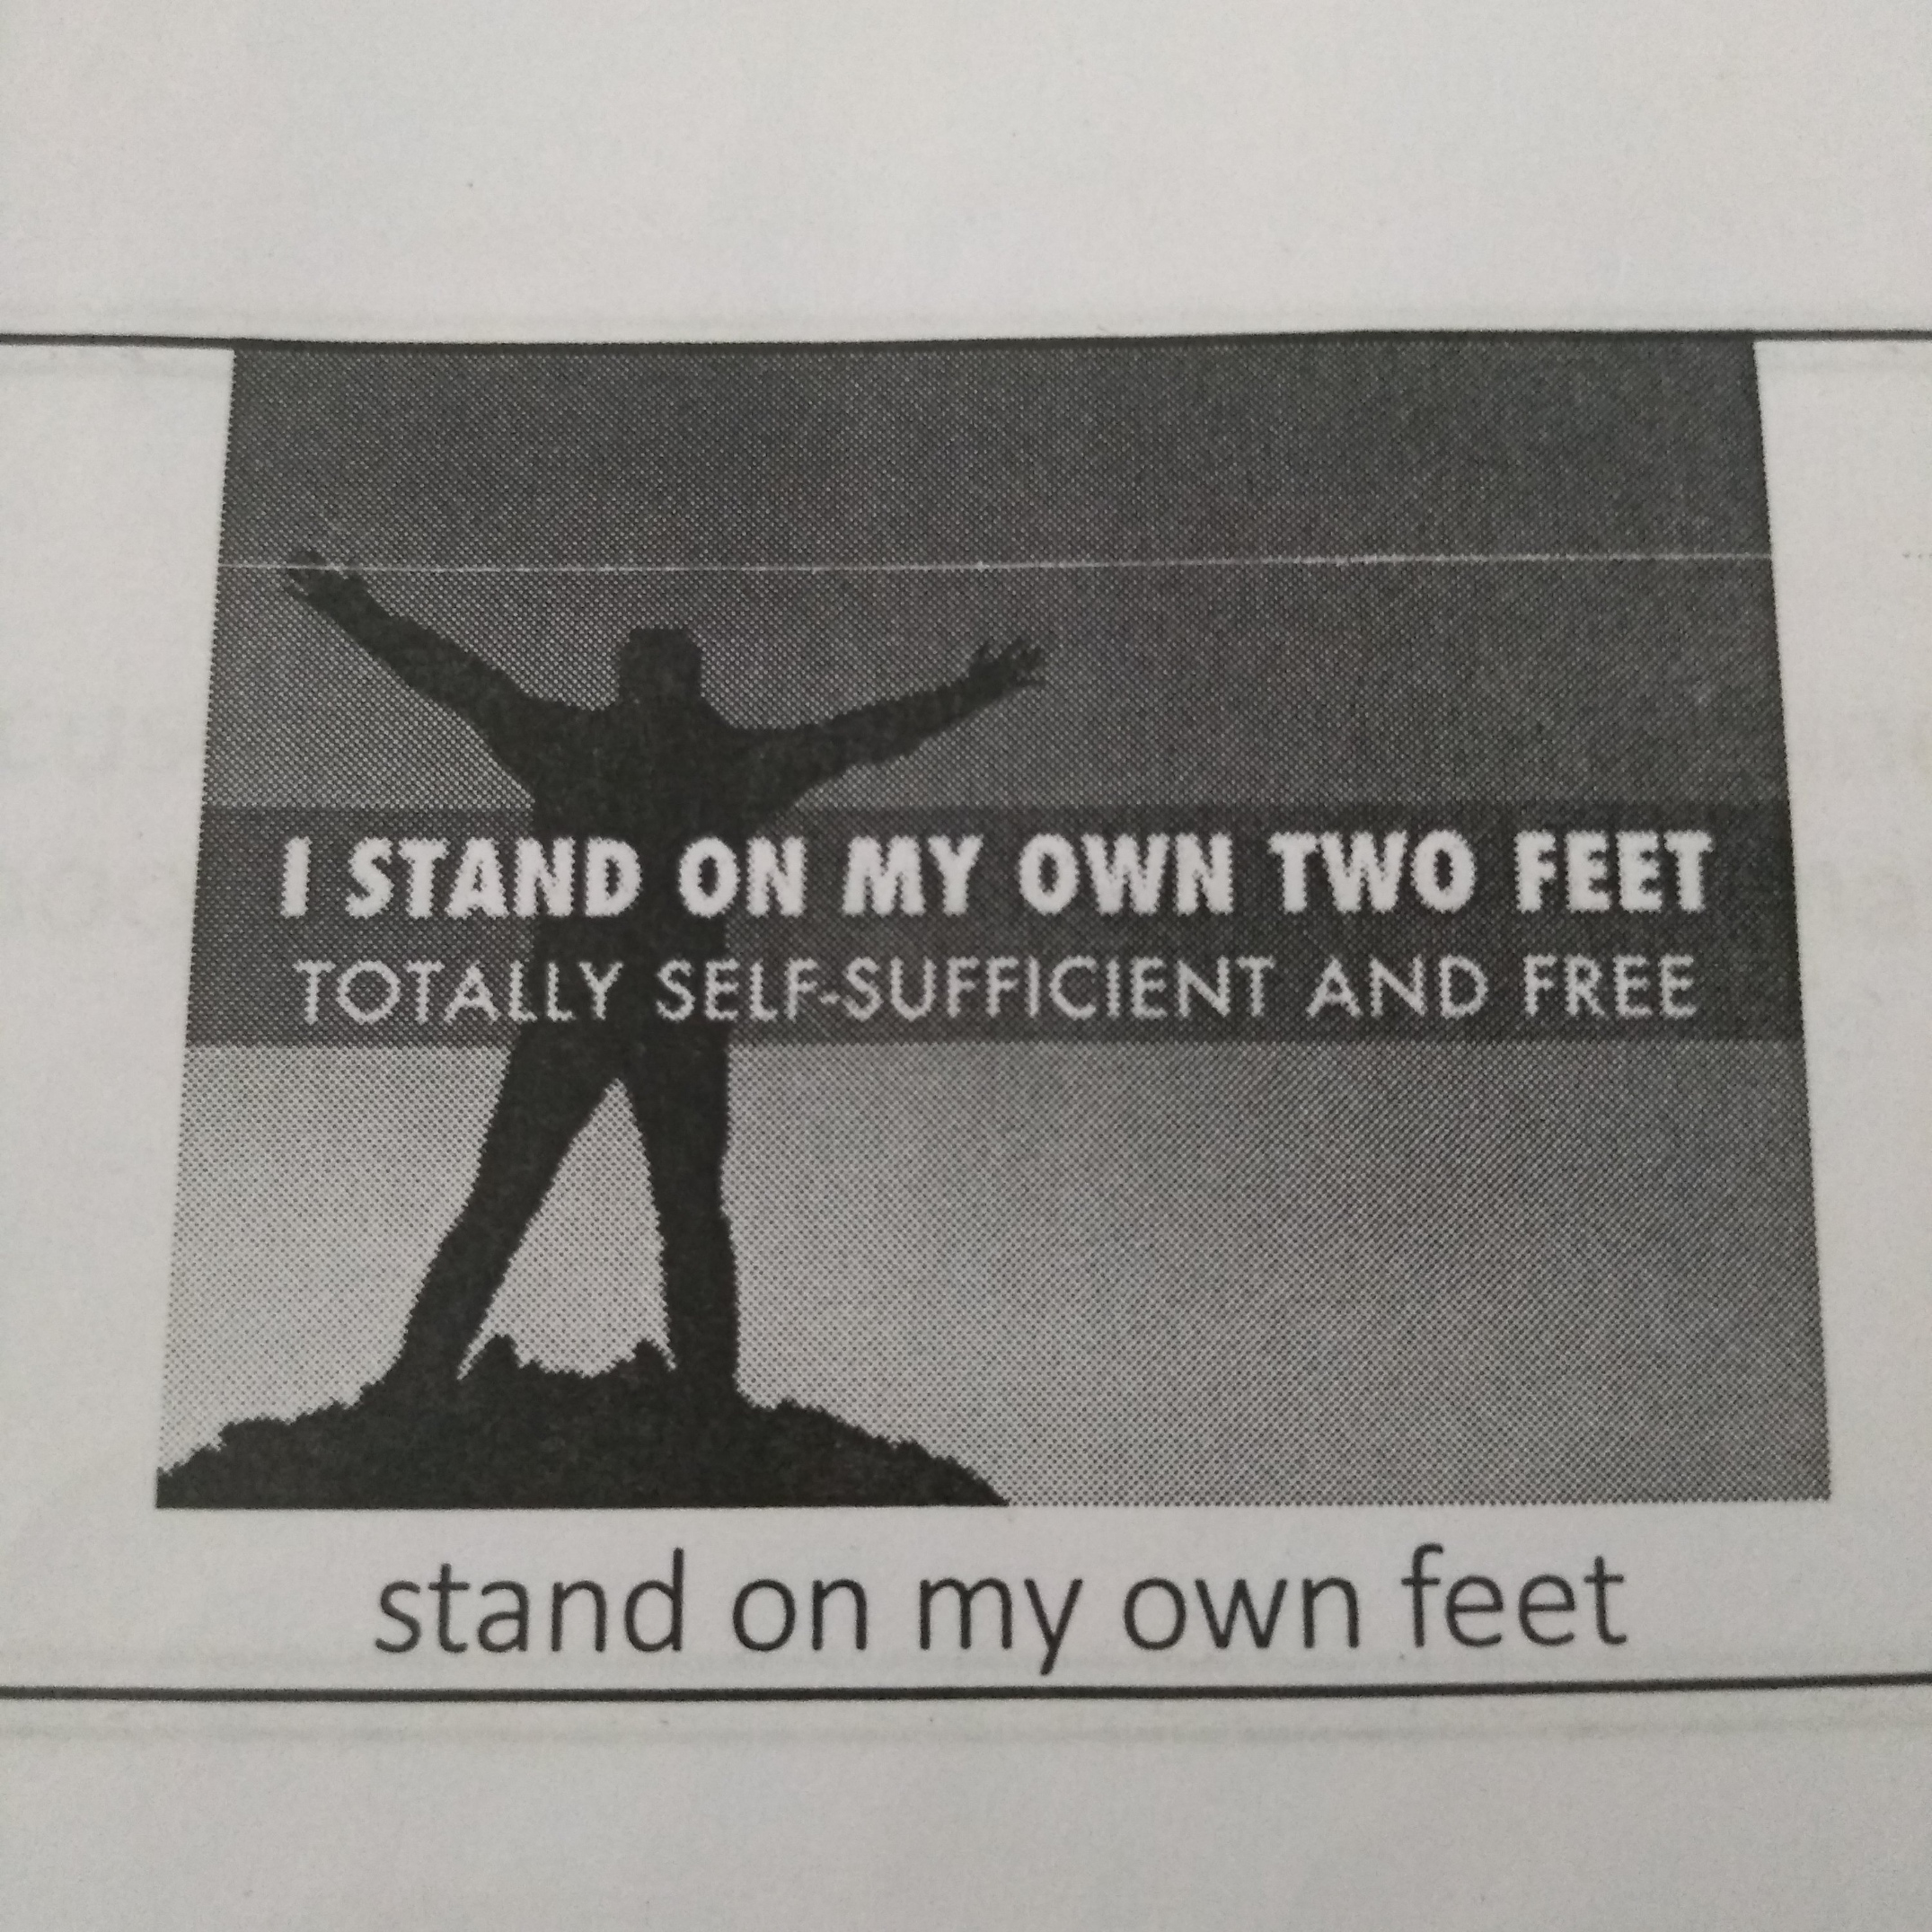 I STAND ON MY OWN TWO FEET
TOTALLY SELF-SUFFICIENT AND FREE
stand on my own feet